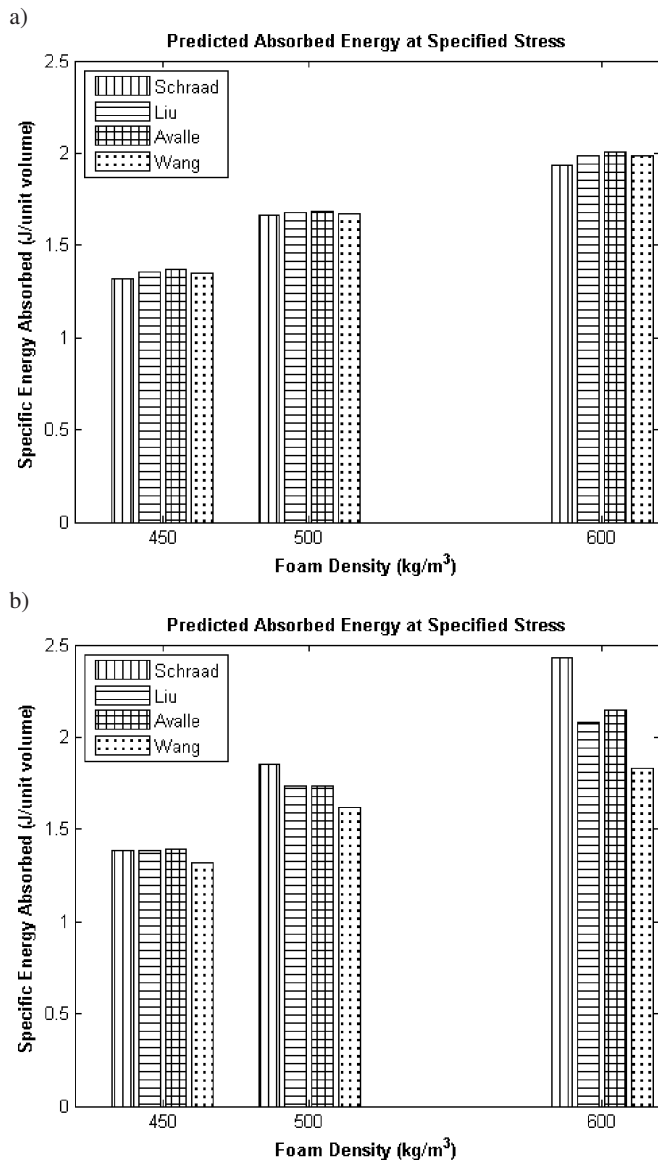 a)
Predicted Absorbed Energy at Specified Stress
2.5
2
1.5
1
0.5
0
Specific Energy Absorbed (J/unit volume)
Schraad
Liu
Avalle
Wang
450
500
600
Foam Density (kg/m³)
b)
Predicted Absorbed Energy at Specified Stress
2.5
2
1.5
1
0.5
0
Specific Energy Absorbed (J/unit volume)
Schraad
Liu
Avalle
Wang
450
500
600
Foam Density (kg/m³)